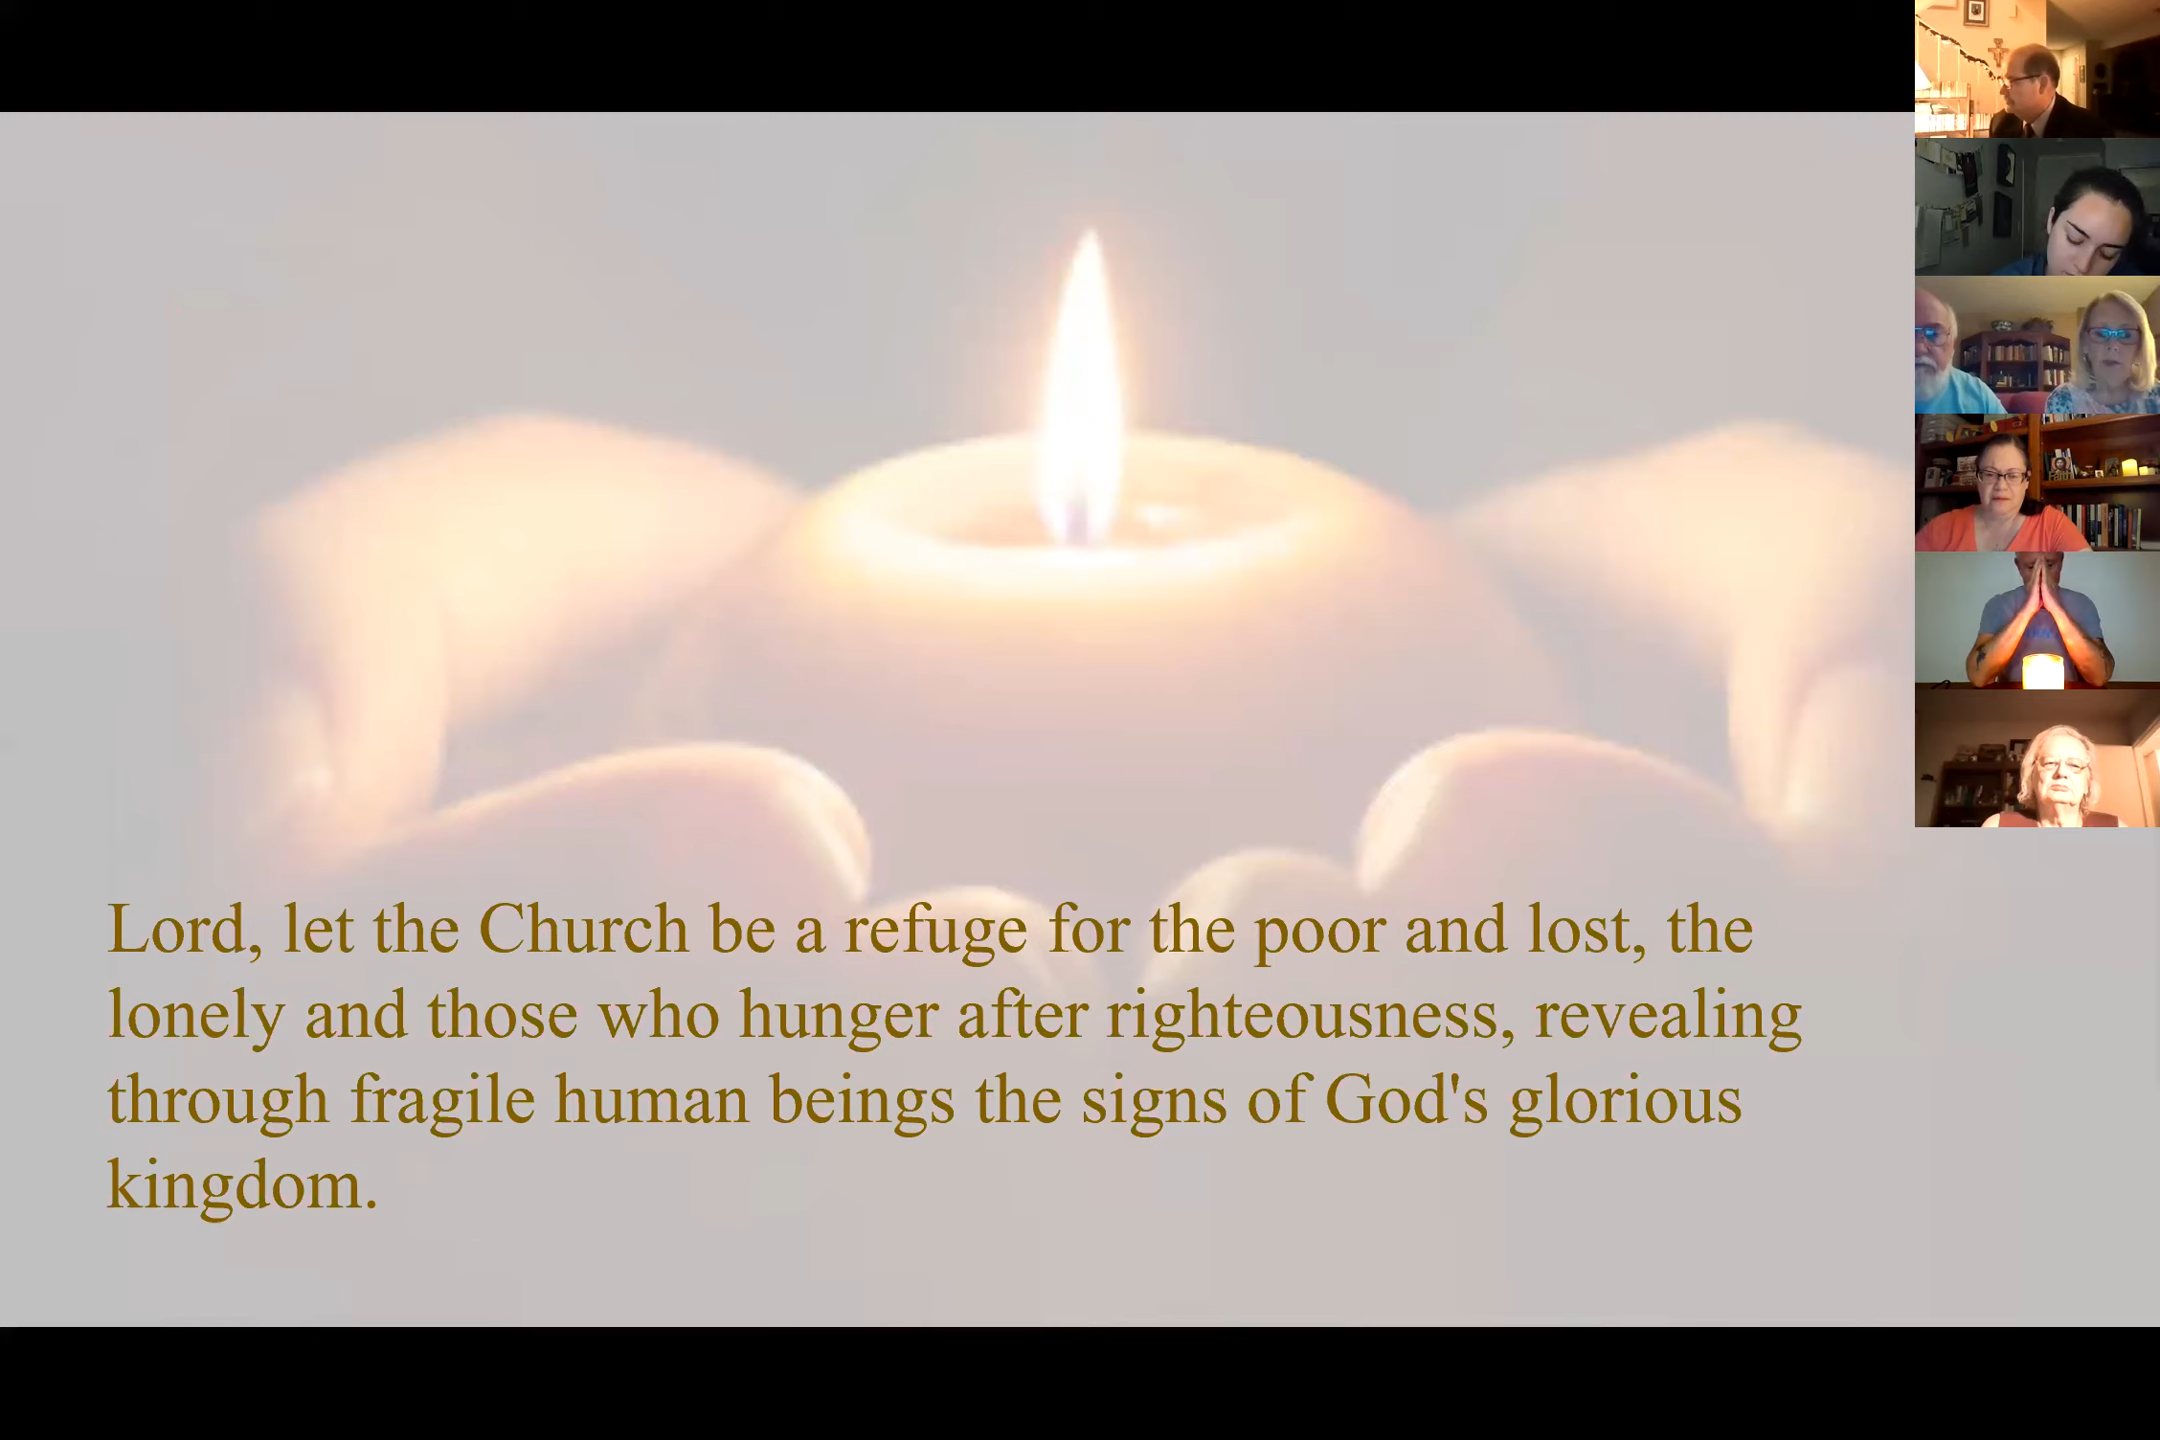 Lord, let the Church be a refuge for the poor and lost, the
lonely and those who hunger after righteousness, revealing
through fragile human beings the signs of God's glorious
kingdom.